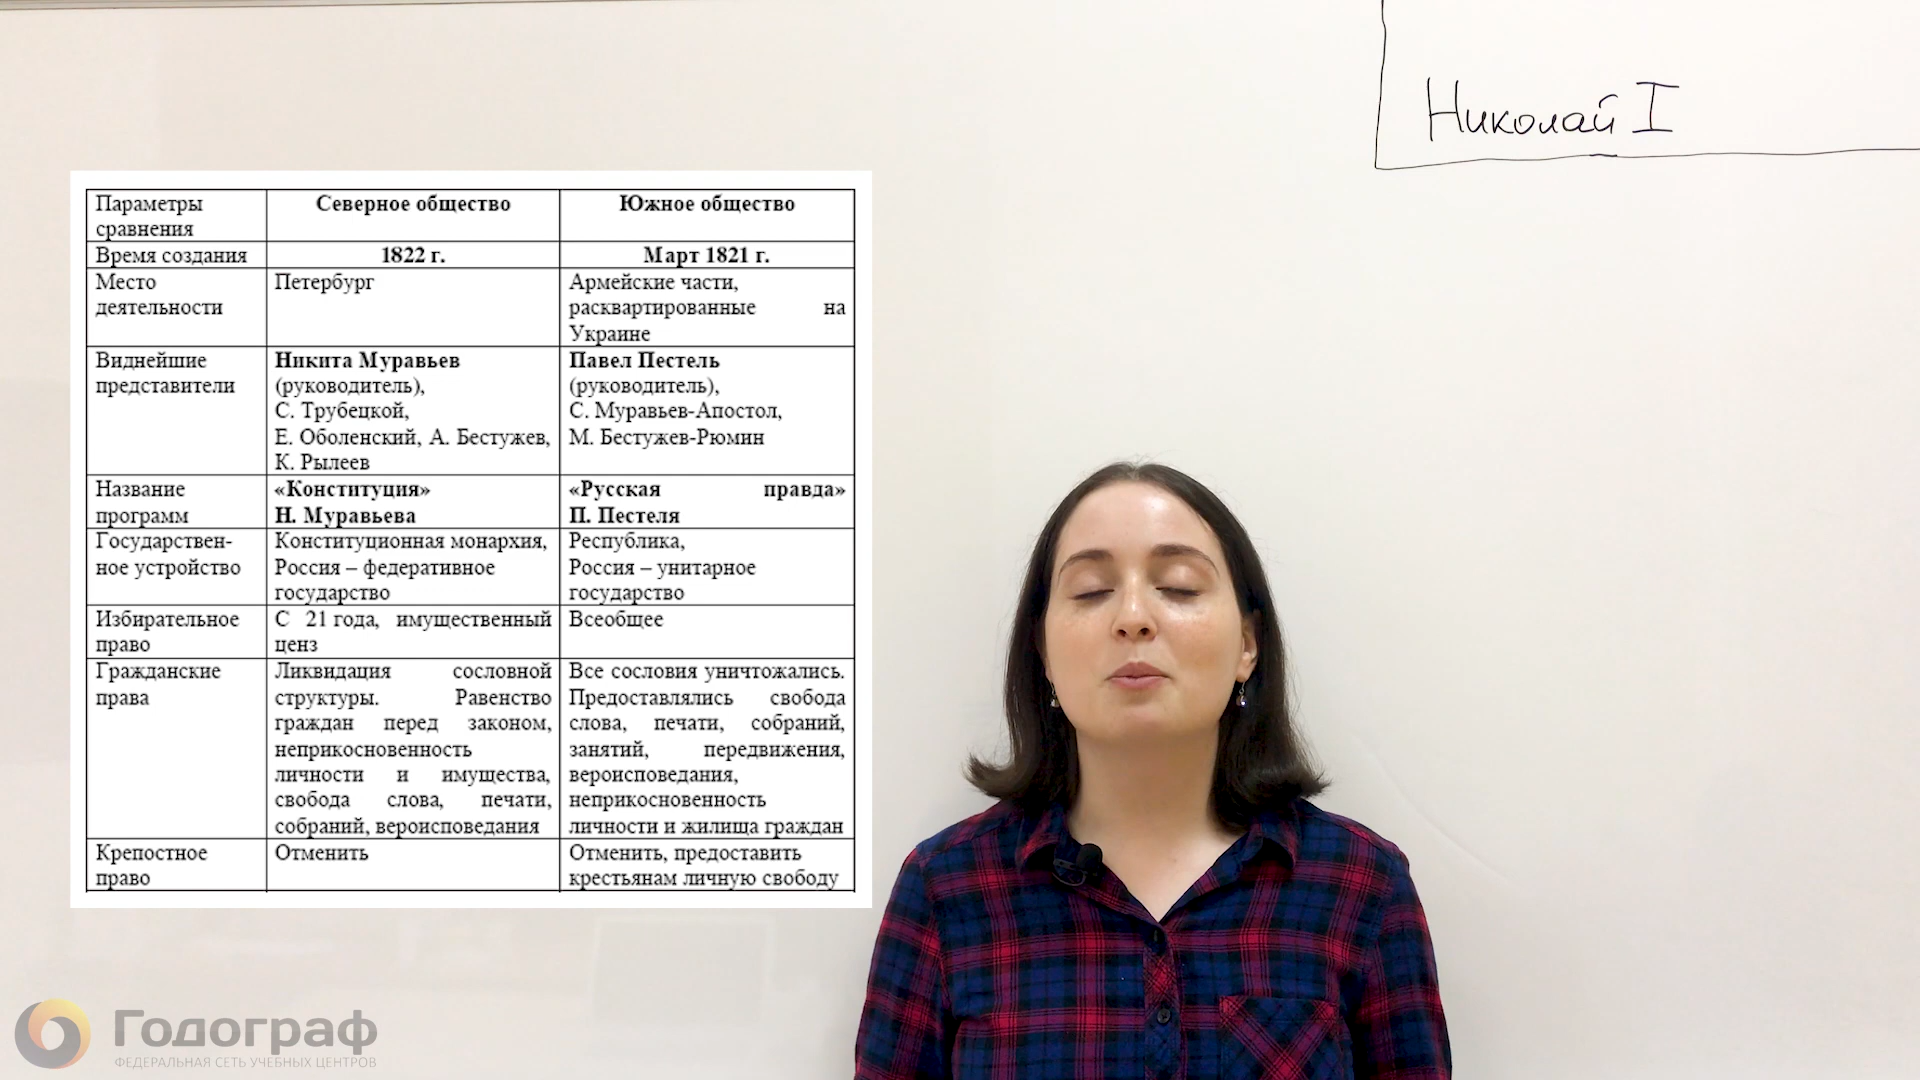 Николай I
Параметры сравнения
Северное общество
Южное общество
Время создания
1822 г.
Март 1821 г.
Место
деятельности
Петербург
Армейские части,
расквартированные на
Украине
Виднейшие
представители
Никита Муравьев
(руководитель),
С. Трубецкой,
Е. Оболенский, А. Бестужев,
К. Рылеев
Павел Пестель
(руководитель),
С. Муравьев-Апостол,
М. Бестужев-Рюмин
Название
программ
«Конституция»
Н. Муравьева
«Русская правда»
П. Пестеля
Государствен-
ное устройство
Конституционная монархия,
Россия – федеративное
государство
Республика,
Россия – унитарное
государство
Избирательное
право
С 21 года, имущественный
ценз
Всеобщее
Гражданские
права
Ликвидация сословной
структуры. Равенство
граждан перед законом,
неприкосновенность
личности и имущества,
свобода слова, печати,
собраний, вероисповедания
Все сословия уничтожались.
Предоставлялись свобода
слова, печати, собраний,
занятий, передвижения,
вероисповедания,
неприкосновенность
личности и жилища граждан
Крепостное
право
Отменить
Отменить, предоставить
крестьянам личную свободу
Годограф
ФЕДЕРАЛЬНАЯ СЕТЬ УЧЕБНЫХ ЦЕНТРОВ